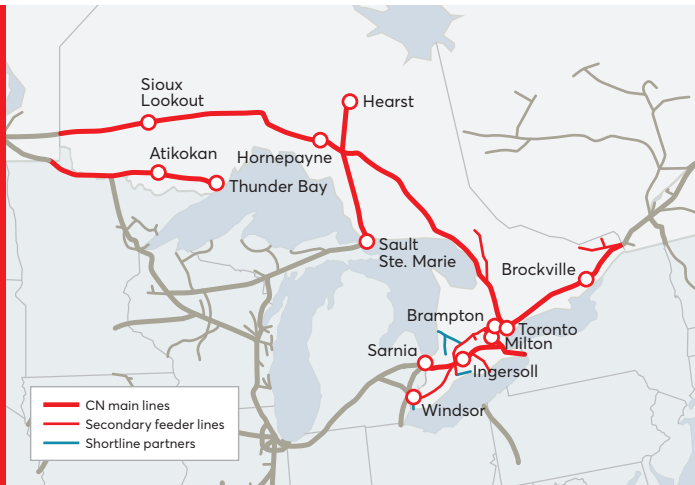 Sioux
Lookout
Hearst
Atikokan
Hornepayne
Thunder Bay
Sault
Ste. Marie
Brockville
Brampton
Toronto
Milton
Sarnia
Ingersoll
Windsor
CN main lines
Secondary feeder lines
Shortline partners